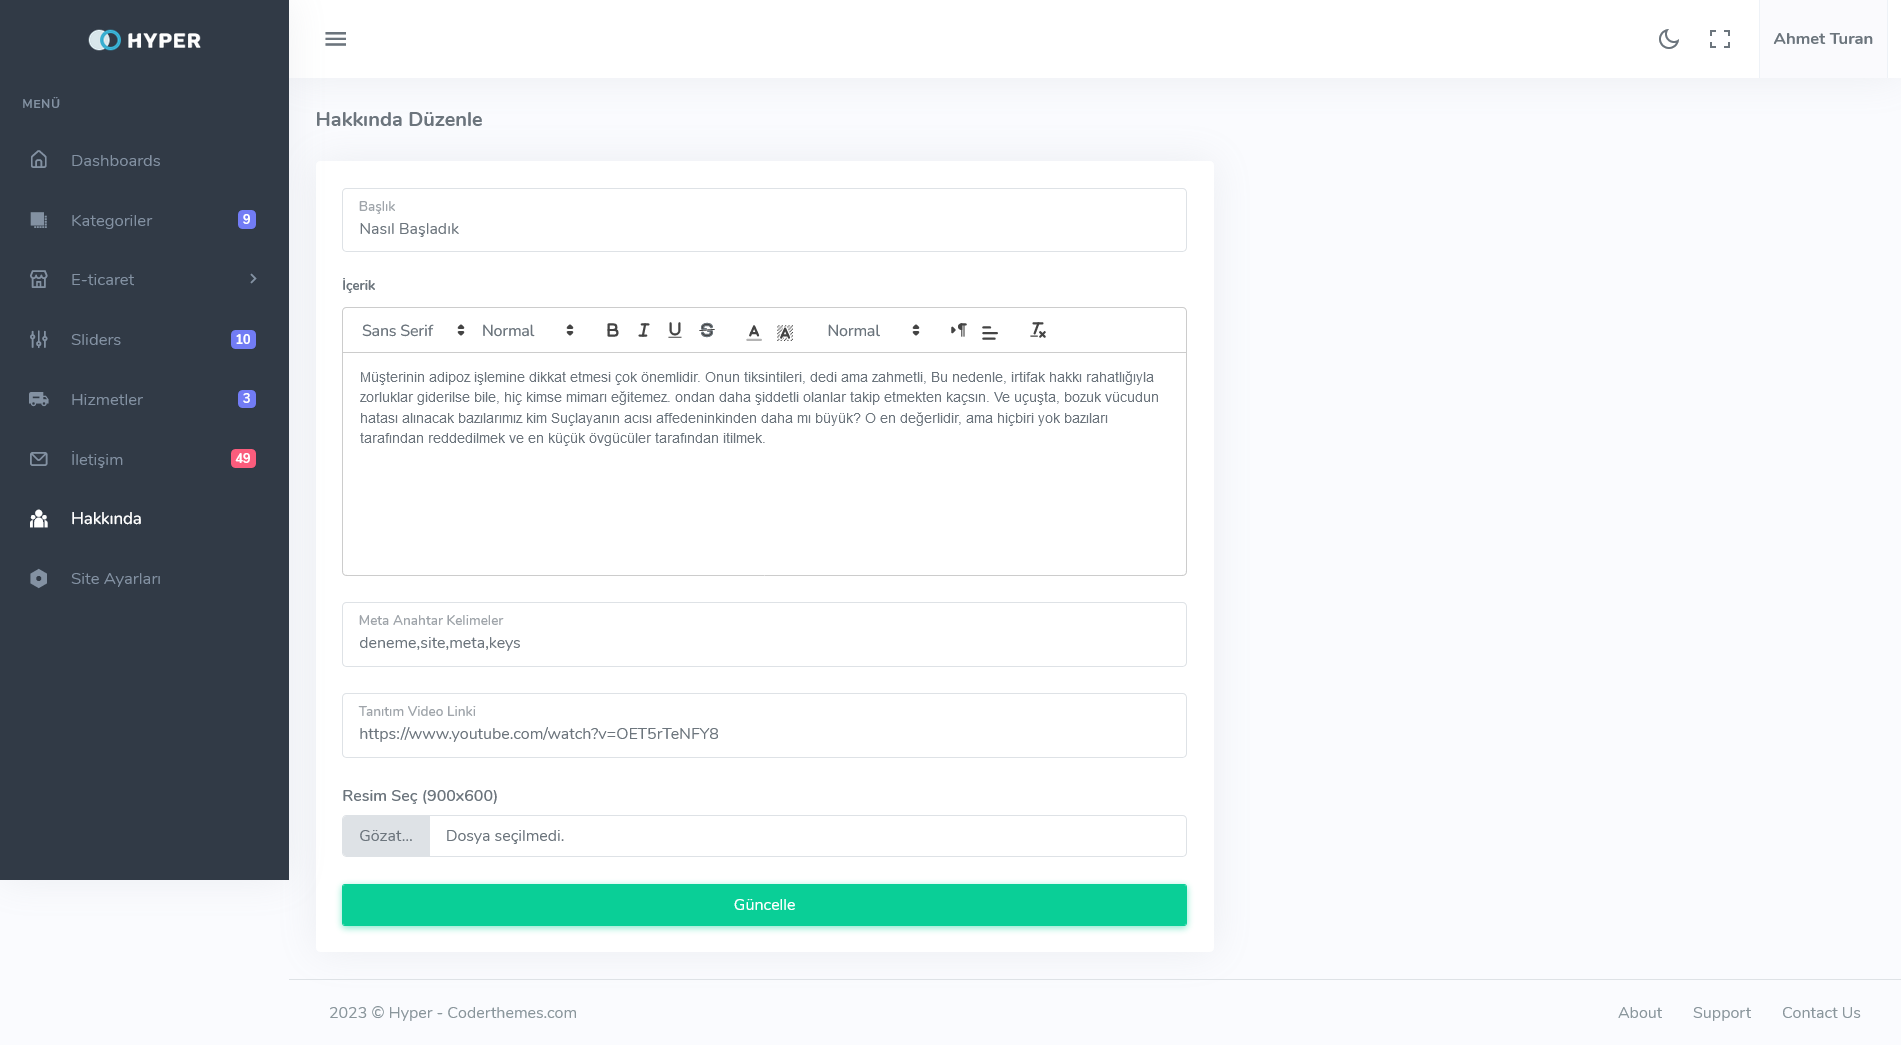 HYPER
Ahmet Turan
MENÜ
Dashboards
Kategoriler 9
E-ticaret
Sliders 10
Hizmetler 3
İletişim 49
Hakkında
Site Ayarları
Hakkında Düzenle
Başlık
Nasıl Başladık
İçerik
Sans Serif Normal B I U S A A Normal
Müşterinin adipoz işlemine dikkat etmesi çok önemlidir. Onun tiksintileri, dedi ama zahmetli, Bu nedenle, irtifak hakkı rahatlığıyla
zorluklar giderilse bile, hiç kimse mimarı eğitemez. ondan daha şiddetli olanlar takip etmekten kaçsın. Ve uçuşta, bozuk vücudun
hatası alınacak bazılarımız kim Suçlayanın acısı affedeninkinden daha mı büyük? O en değerlidir, ama hiçbiri yok bazıları
tarafından reddedilmek ve en küçük övgücüler tarafından itilmek.
Meta Anahtar Kelimeler
deneme,site,meta,keys
Tanıtım Video Linki
https://www.youtube.com/watch?v=OET5rTeNFY8
Resim Seç (900x600)
Gözat... Dosya seçilmedi.
Güncelle
2023 © Hyper - Coderthemes.com
About Support Contact Us